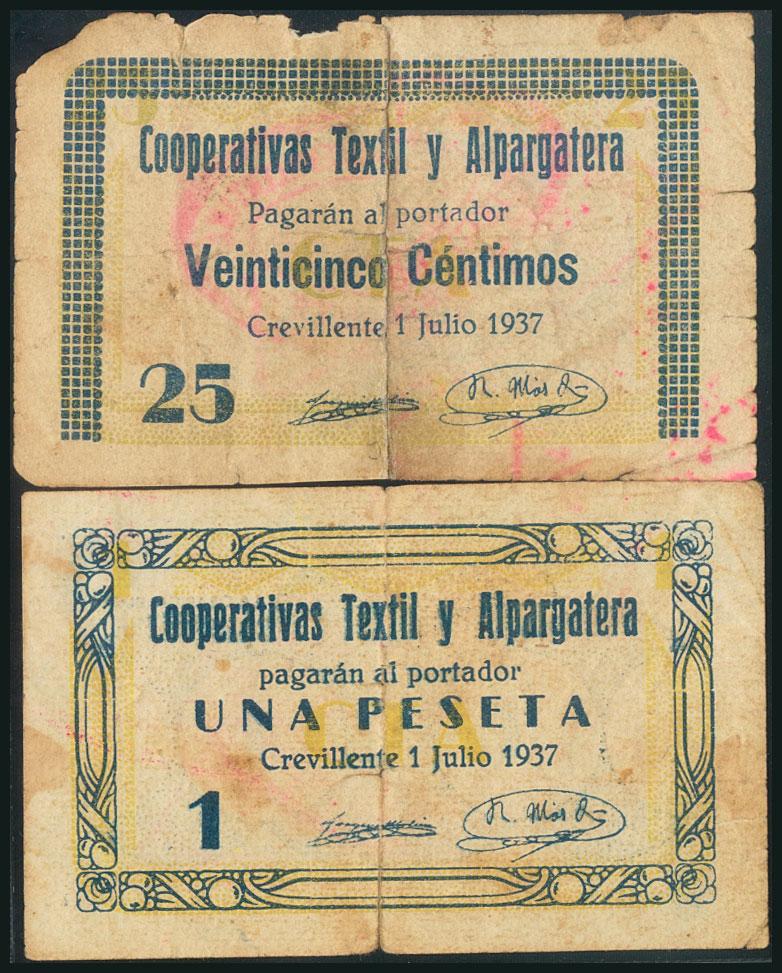 Cooperativas Textil y Alpargatera
Pagarán al portador
Veinticinco Céntimos
Crevillente 1 Julio 1937
25
Cooperativas Textil y Alpargatera
pagarán al portador
UNA PESETA
Crevillente 1 Julio 1937
1